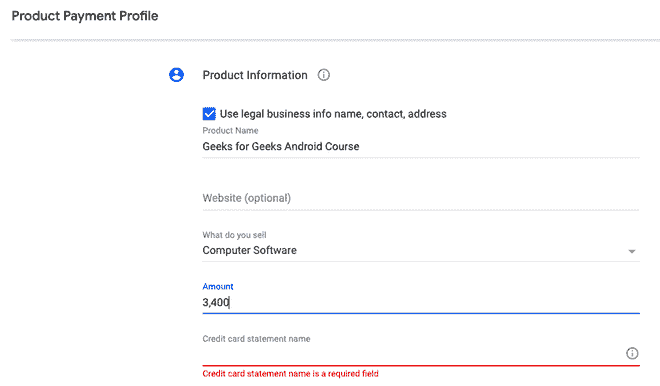 Product Payment Profile
Product Information
Use legal business info name, contact, address
Product Name
Geeks for Geeks Android Course
Website (optional)
What do you sell
Computer Software
Amount
3,400
Credit card statement name
Credit card statement name is a required field